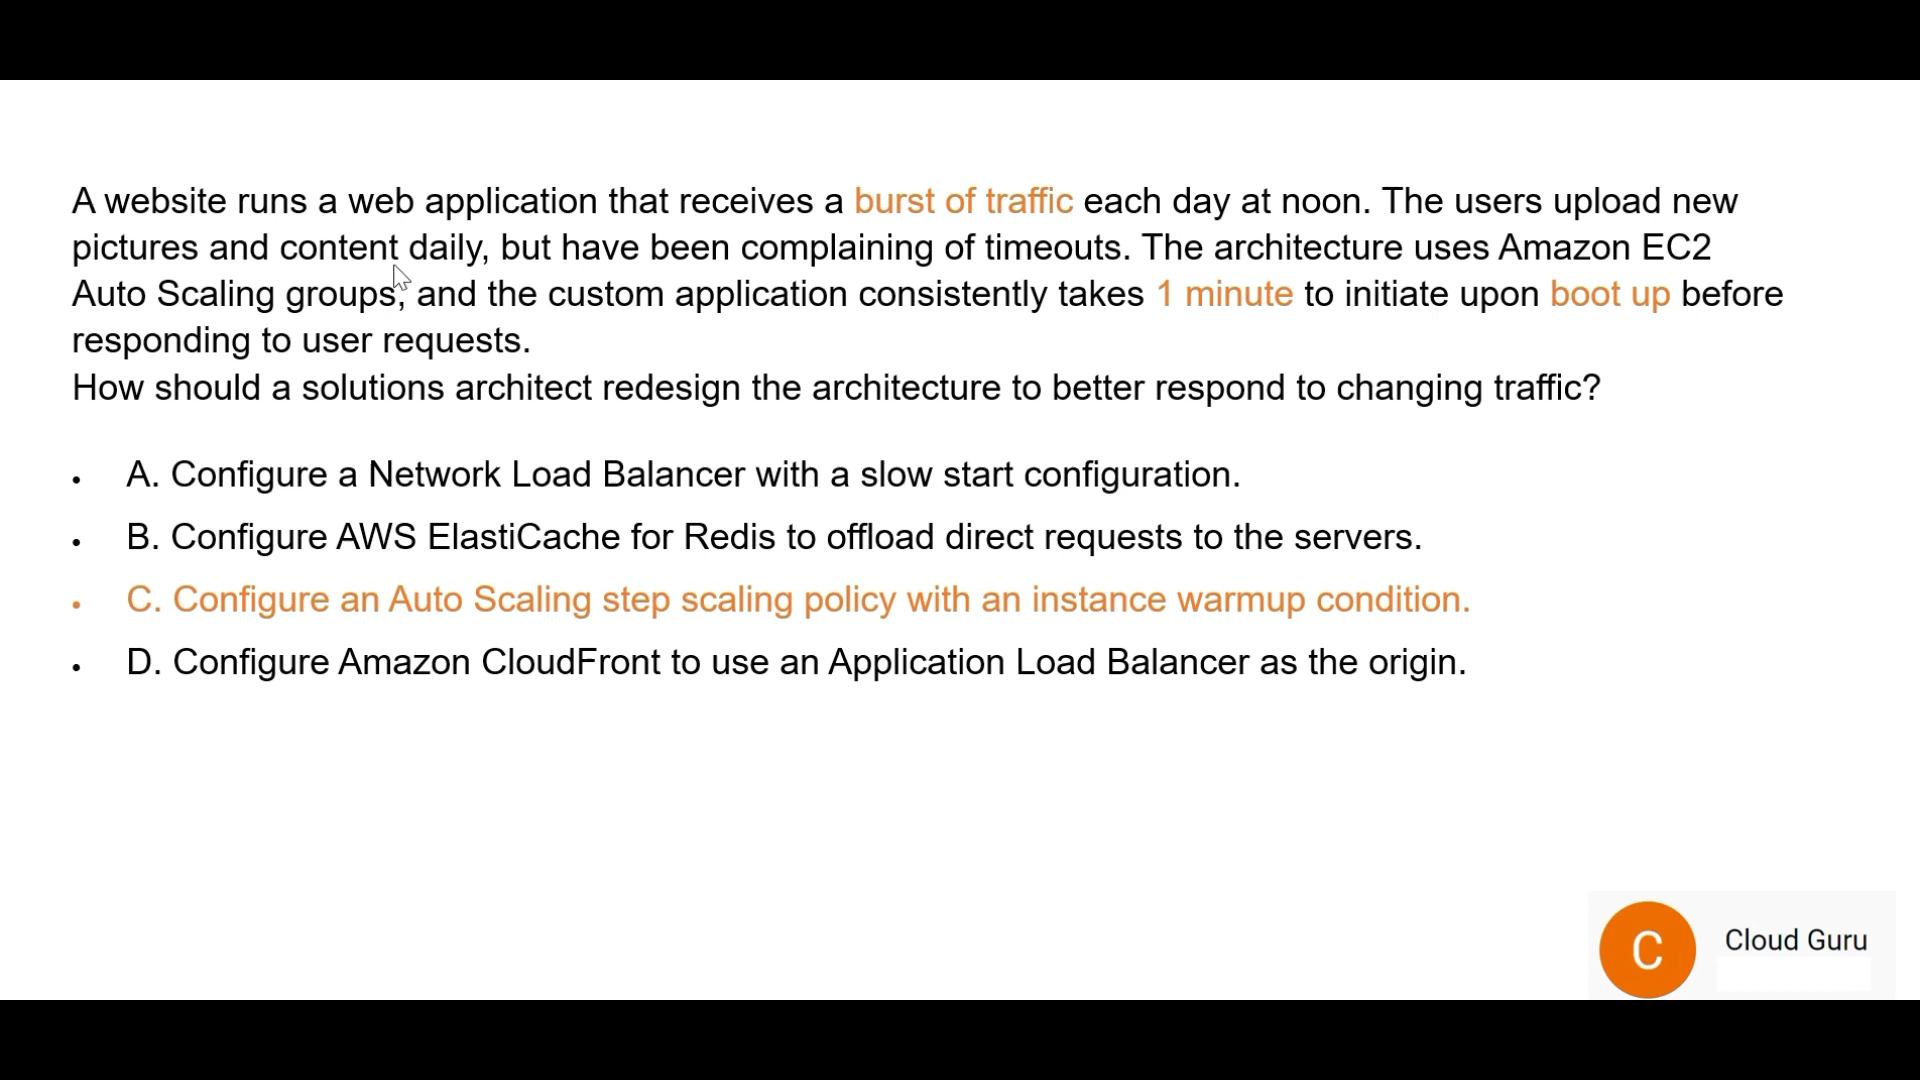 A website runs a web application that receives a burst of traffic each day at noon. The users upload new
pictures and content daily, but have been complaining of timeouts. The architecture uses Amazon EC2
Auto Scaling groups, and the custom application consistently takes 1 minute to initiate upon boot up before
responding to user requests.
How should a solutions architect redesign the architecture to better respond to changing traffic?
• A. Configure a Network Load Balancer with a slow start configuration.
• B. Configure AWS ElastiCache for Redis to offload direct requests to the servers.
• C. Configure an Auto Scaling step scaling policy with an instance warmup condition.
• D. Configure Amazon CloudFront to use an Application Load Balancer as the origin.
C Cloud Guru